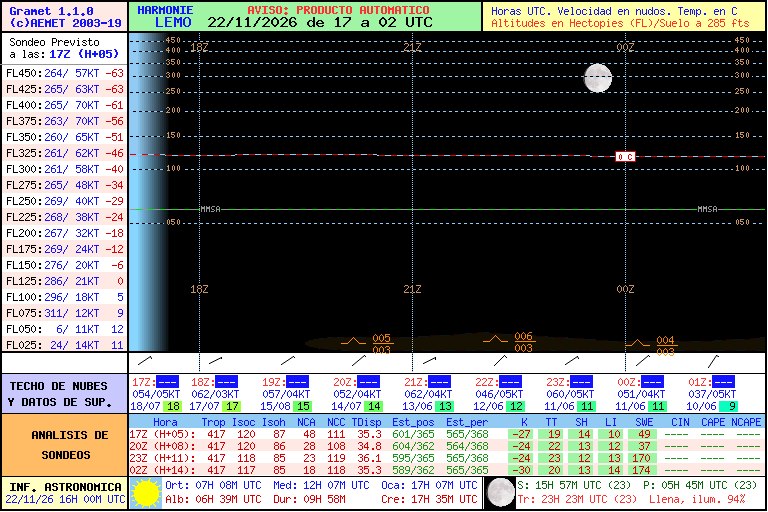 Gramet 1.1.0
(c)AEMET 2003-19
HARMONIE
LEMO
AVISO: PRODUCTO AUTOMATICO
22/11/2026 de 17 a 02 UTC
Horas UTC. Velocidad en nudos. Temp. en C
Altitudes en Hectopies (FL)/Suelo a 285 fts
Sondeo Previsto
a las: 17Z (H+05)
FL450: 264/ 57KT -63
FL425: 265/ 63KT -63
FL400: 265/ 70KT -61
FL375: 263/ 70KT -56
FL350: 260/ 65KT -51
FL325: 261/ 62KT -46
FL300: 261/ 58KT -40
FL275: 265/ 48KT -34
FL250: 269/ 40KT -29
FL225: 268/ 38KT -24
FL200: 267/ 32KT -18
FL175: 269/ 24KT -12
FL150: 276/ 20KT -6
FL125: 286/ 21KT 0
FL100: 296/ 18KT 5
FL075: 311/ 12KT 9
FL050: 6/ 11KT 12
FL025: 24/ 14KT 11
18Z 21Z 00Z
450 450
400 400
350 350
300 300
250 250
200 200
150 150
0 C
100 100
MMSA MMSA
050 050
18Z 21Z 00Z
005 006 004
003 003 003
TECHO DE NUBES
Y DATOS DE SUP.
17Z:--- 18Z:--- 19Z:--- 20Z:--- 21Z:--- 22Z:--- 23Z:--- 00Z:--- 01Z:---
054/05KT 062/03KT 057/04KT 052/04KT 062/04KT 046/05KT 060/05KT 051/04KT 037/05KT
18/07 18 17/07 17 15/08 15 14/07 14 13/06 13 12/06 12 11/06 11 11/06 11 10/06 9
ANALISIS DE
SONDEOS
Hora Trop Isoc Isoh NCA NCC TDisp Est_pos Est_per K TT SH LI SWE CIN CAPE NCAPE
17Z (H+05): 417 120 87 48 111 35.3 601/365 565/368 -27 19 14 10 49 ---- ---- ----
20Z (H+08): 417 120 86 28 108 34.8 604/364 564/368 -24 22 13 12 37 ---- ---- ----
23Z (H+11): 417 118 85 23 119 36.1 595/365 565/368 -24 23 13 13 170 ---- ---- ----
02Z (H+14): 417 117 85 18 118 35.3 589/362 565/365 -30 20 13 14 174 ---- ---- ----
INF. ASTRONOMICA
22/11/26 16H 00M UTC
Ort: 07H 08M UTC Med: 12H 07M UTC Oca: 17H 07M UTC
Alb: 06H 39M UTC Dur: 09H 58M Cre: 17H 35M UTC
S: 15H 57M UTC (23) P: 05H 45M UTC (23)
Tr: 23H 23M UTC (23) Llena, ilum. 94%